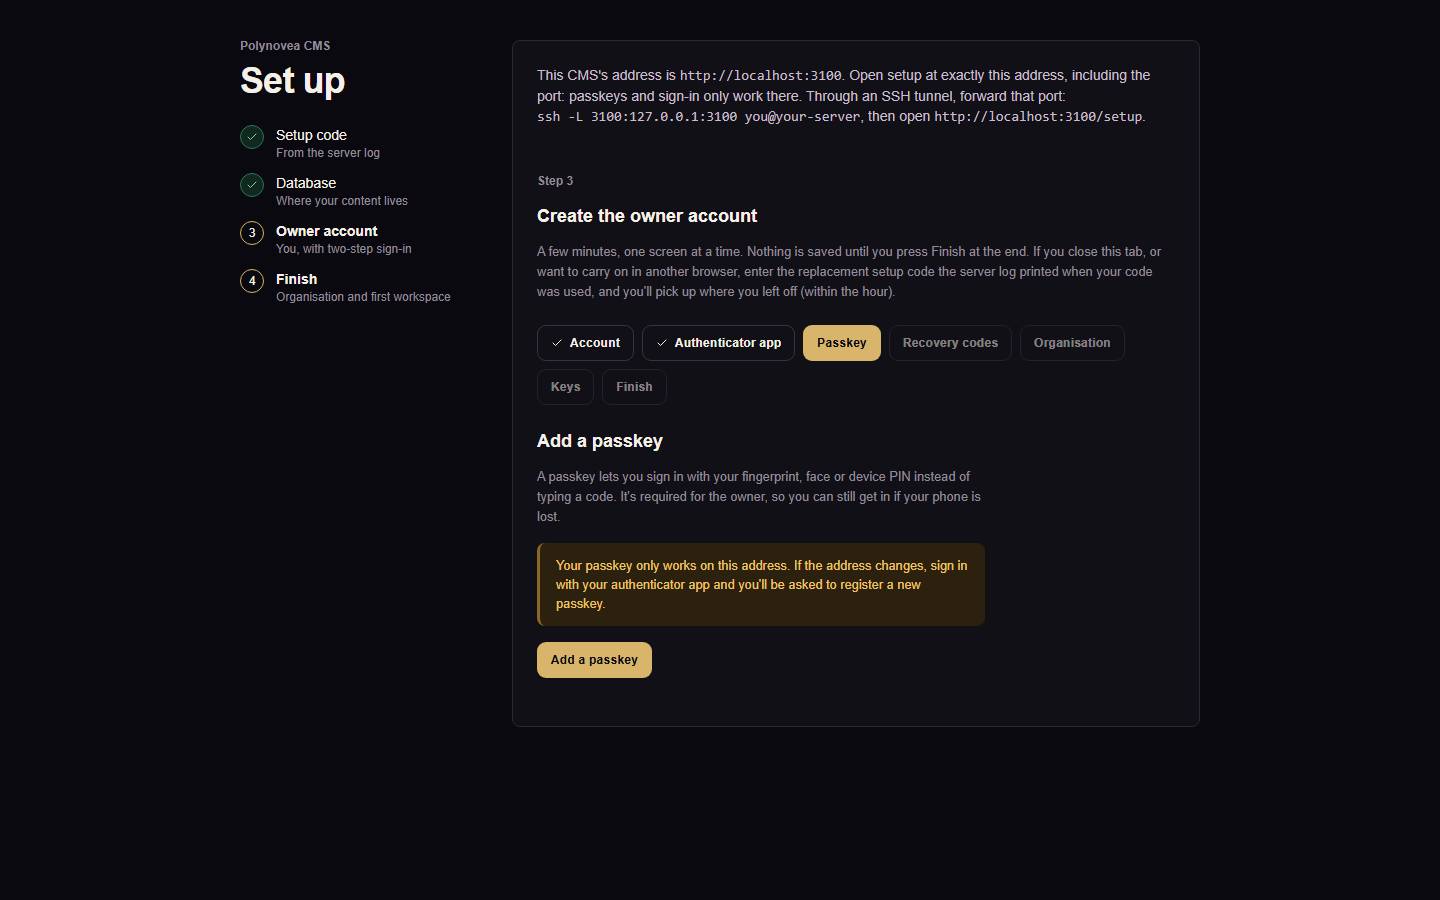 Polynovea CMS
Set up
Setup code
From the server log
Database
Where your content lives
3
Owner account
You, with two-step sign-in
4
Finish
Organisation and first workspace
This CMS's address is http://localhost:3100. Open setup at exactly this address, including the
port: passkeys and sign-in only work there. Through an SSH tunnel, forward that port:
ssh -L 3100:127.0.0.1:3100 you@your-server, then open http://localhost:3100/setup.
Step 3
Create the owner account
A few minutes, one screen at a time. Nothing is saved until you press Finish at the end. If you close this tab, or
want to carry on in another browser, enter the replacement setup code the server log printed when your code
was used, and you'll pick up where you left off (within the hour).
Account
Authenticator app
Passkey
Recovery codes
Organisation
Keys
Finish
Add a passkey
A passkey lets you sign in with your fingerprint, face or device PIN instead of
typing a code. It's required for the owner, so you can still get in if your phone is
lost.
Your passkey only works on this address. If the address changes, sign in
with your authenticator app and you'll be asked to register a new
passkey.
Add a passkey